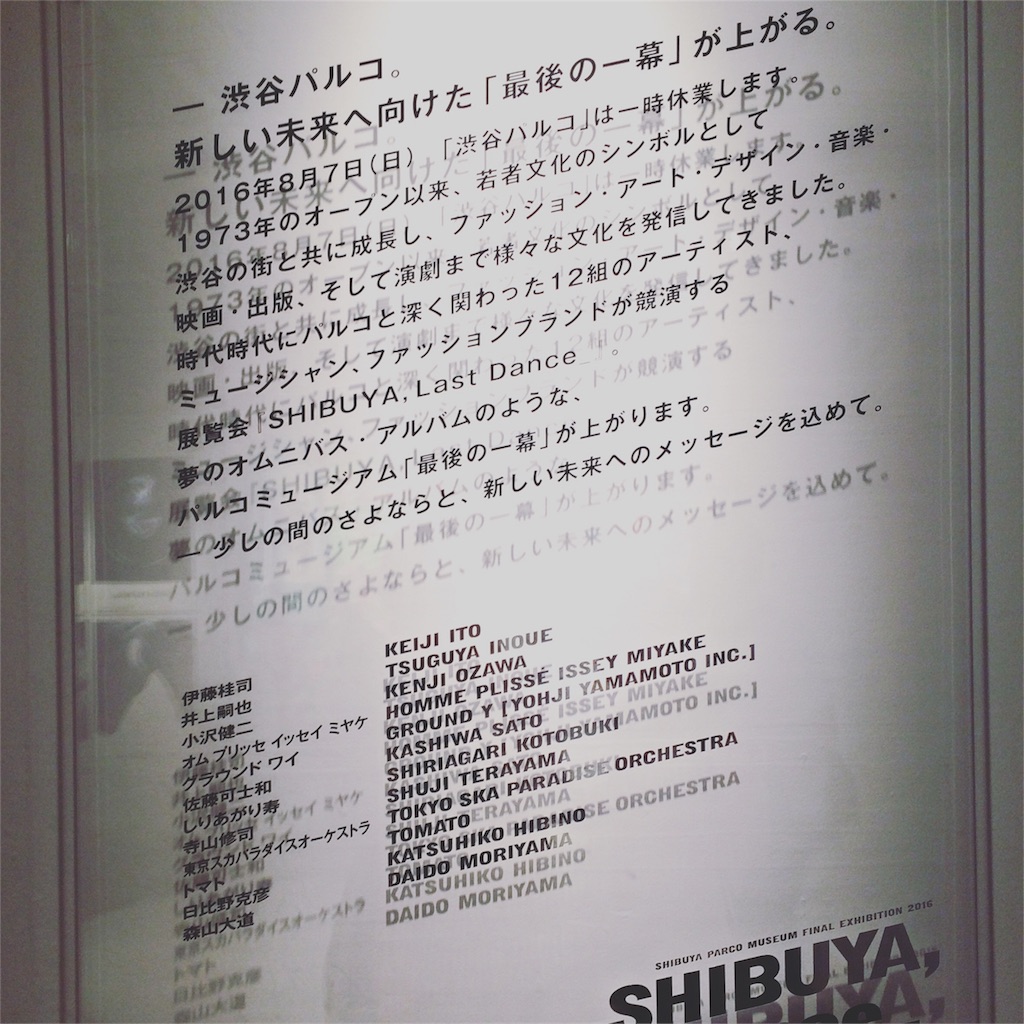 — 渋谷パルコ。
新しい未来へ向けた「最後の一幕」が上がる。
2016年8月7日(日) 「渋谷パルコ」は一時休業します。
1973年のオープン以来、若者文化のシンボルとして
渋谷の街と共に成長し、ファッション・アート・デザイン・音楽・
映画・出版、そして演劇まで様々な文化を発信してきました。
時代時代にパルコと深く関わった12組のアーティスト、
ミュージシャン、ファッションブランドが競演する
展覧会『SHIBUYA, Last Dance_』。
夢のオムニバス・アルバムのような、
パルコミュージアム「最後の一幕」が上がります。
— 少しの間のさよならと、新しい未来へのメッセージを込めて。
伊藤桂司 KEIJI ITO
井上嗣也 TSUGUYA INOUE
小沢健二 KENJI OZAWA
オム プリッセ イッセイ ミヤケ HOMME PLISSÉ ISSEY MIYAKE
グラウンド ワイ GROUND Y [YOHJI YAMAMOTO INC.]
佐藤可士和 KASHIWA SATO
しりあがり寿 SHIRIAGARI KOTOBUKI
寺山修司 SHUJI TERAYAMA
東京スカパラダイスオーケストラ TOKYO SKA PARADISE ORCHESTRA
トマト TOMATO
日比野克彦 KATSUHIKO HIBINO
森山大道 DAIDO MORIYAMA
SHIBUYA PARCO MUSEUM FINAL EXHIBITION 2016
SHIBUYA,